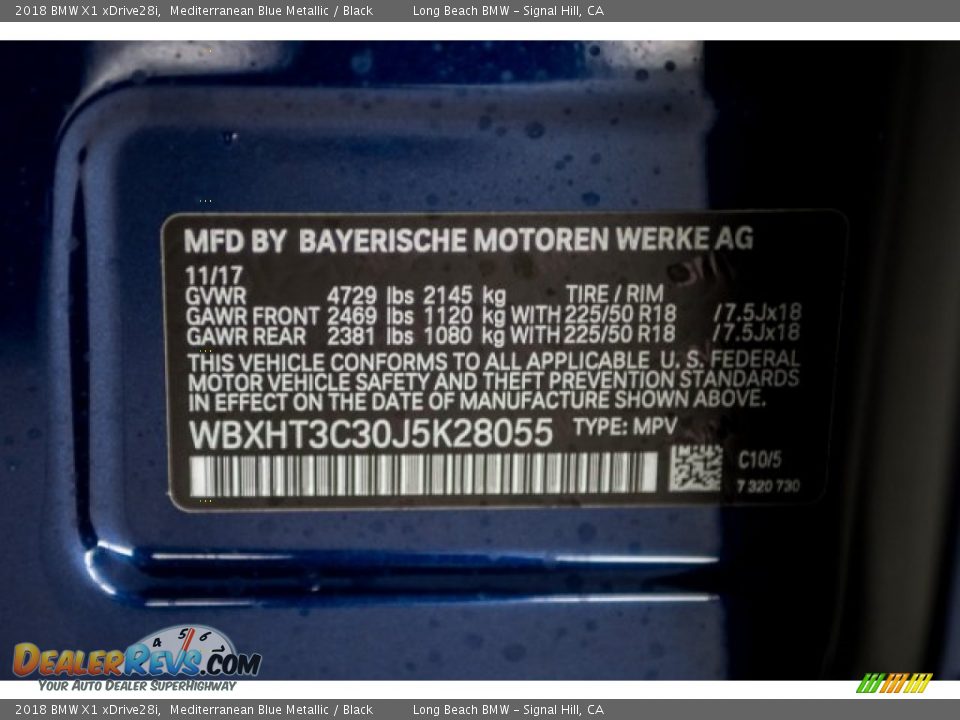 2018 BMW X1 xDrive28i,  Mediterranean Blue Metallic / Black    Long Beach BMW – Signal Hill, CA
MFD BY BAYERISCHE MOTOREN WERKE AG
11/17
GVWR 4729 lbs 2145 kg TIRE / RIM
GAWR FRONT 2469 lbs 1120 kg WITH 225/50 R18 /7.5Jx18
GAWR REAR 2381 lbs 1080 kg WITH 225/50 R18 /7.5Jx18
THIS VEHICLE CONFORMS TO ALL APPLICABLE U. S. FEDERAL
MOTOR VEHICLE SAFETY AND THEFT PREVENTION STANDARDS
IN EFFECT ON THE DATE OF MANUFACTURE SHOWN ABOVE.
WBXHT3C30J5K28055 TYPE: MPV
C10/5
7 320 730
4 5 6
DEALERREVS.COM
YOUR AUTO DEALER SUPERHIGHWAY
2018 BMW X1 xDrive28i,  Mediterranean Blue Metallic / Black    Long Beach BMW – Signal Hill, CA